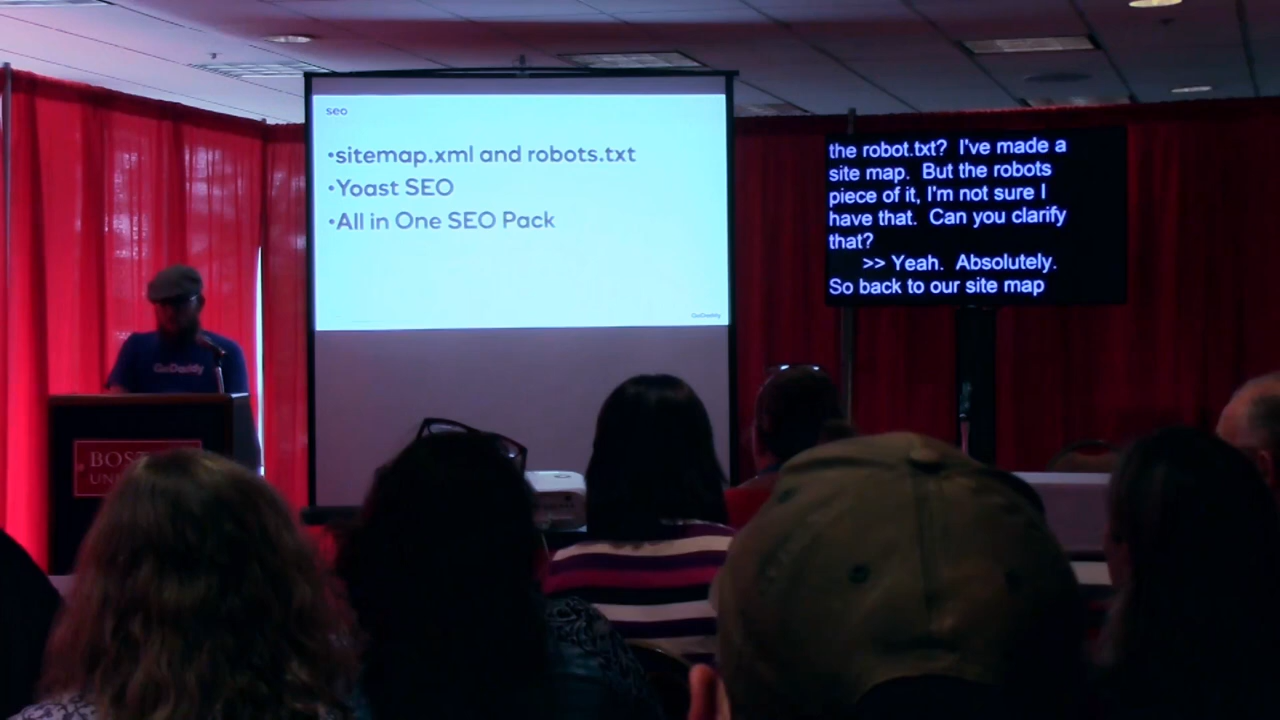 seo
•sitemap.xml and robots.txt
•Yoast SEO
•All in One SEO Pack
GoDaddy
the robot.txt? I've made a
site map. But the robots
piece of it, I'm not sure I
have that. Can you clarify
that?
>> Yeah. Absolutely.
So back to our site map
GoDaddy
BOST
UNI